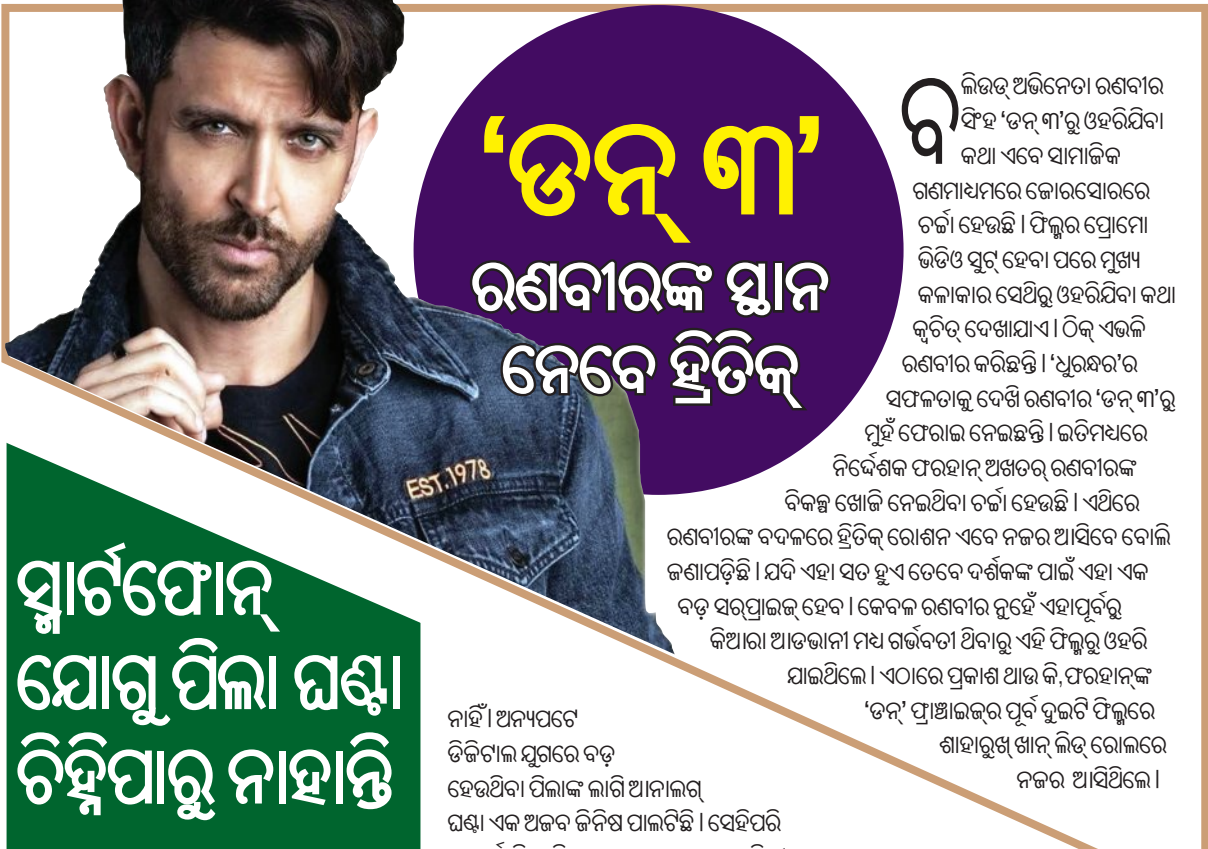 ‘ଡନ୍ ୩’
ରଣବୀରଙ୍କ ସ୍ଥାନ
ନେବେ ହ୍ରିତିକ୍
EST. 1978
ବଲିଉଡ୍ ଅଭିନେତା ରଣବୀର
ସିଂହ ‘ଡନ୍ ୩’ରୁ ଓହରିଯିବା
କଥା ଏବେ ସାମାଜିକ
ଗଣମାଧ୍ୟମରେ ଜୋରସୋରରେ
ଚର୍ଚ୍ଚା ହେଉଛି । ଫିଲ୍ମର ପ୍ରୋମୋ
ଭିଡିଓ ସୁଟ୍ ହେବା ପରେ ମୁଖ୍ୟ
କଳାକାର ସେଥିରୁ ଓହରିଯିବା କଥା
କ୍ୱଚିତ୍ ଦେଖାଯାଏ । ଠିକ୍ ଏଭଳି
ରଣବୀର କରିଛନ୍ତି । ‘ଧୁରନ୍ଧର’ର
ସଫଳତାକୁ ଦେଖି ରଣବୀର ‘ଡନ୍ ୩’ରୁ
ମୁହଁ ଫେରାଇ ନେଇଛନ୍ତି । ଇତିମଧ୍ୟରେ
ନିର୍ଦ୍ଦେଶକ ଫରହାନ୍ ଅଖତର୍ ରଣବୀରଙ୍କ
ବିକଳ୍ପ ଖୋଜି ନେଇଥିବା ଚର୍ଚ୍ଚା ହେଉଛି । ଏଥିରେ
ରଣବୀରଙ୍କ ବଦଳରେ ହ୍ରିତିକ୍ ରୋଶନ ଏବେ ନଜର ଆସିବେ ବୋଲି
ଜଣାପଡ଼ିଛି । ଯଦି ଏହା ସତ ହୁଏ ତେବେ ଦର୍ଶକଙ୍କ ପାଇଁ ଏହା ଏକ
ବଡ଼ ସର୍‌ପ୍ରାଇଜ୍ ହେବ । କେବଳ ରଣବୀର ନୁହେଁ ଏହାପୂର୍ବରୁ
କିଆରା ଆଡଭାନୀ ମଧ୍ୟ ଗର୍ଭବତୀ ଥିବାରୁ ଏହି ଫିଲ୍ମରୁ ଓହରି
ଯାଇଥିଲେ । ଏଠାରେ ପ୍ରକାଶ ଥାଉ କି, ଫରହାନ୍‌ଙ୍କ
‘ଡନ୍’ ଫ୍ରାଞ୍ଚାଇଜ୍‌ର ପୂର୍ବ ଦୁଇଟି ଫିଲ୍ମରେ
ଶାହାରୁଖ୍ ଖାନ୍ ଲିଡ୍ ରୋଲରେ
ନଜର ଆସିଥିଲେ ।
ସ୍ମାର୍ଟଫୋନ୍
ଯୋଗୁ ପିଲା ଘଣ୍ଟା
ଚିହ୍ନିପାରୁ ନାହାନ୍ତି
ନାହିଁ । ଅନ୍ୟପଟେ
ଡିଜିଟାଲ ଯୁଗରେ ବଡ଼
ହେଉଥିବା ପିଲାଙ୍କ ଲାଗି ଆନାଲଗ୍
ଘଣ୍ଟା ଏକ ଅଜବ ଜିନିଷ ପାଲଟିଛି । ସେହିପରି